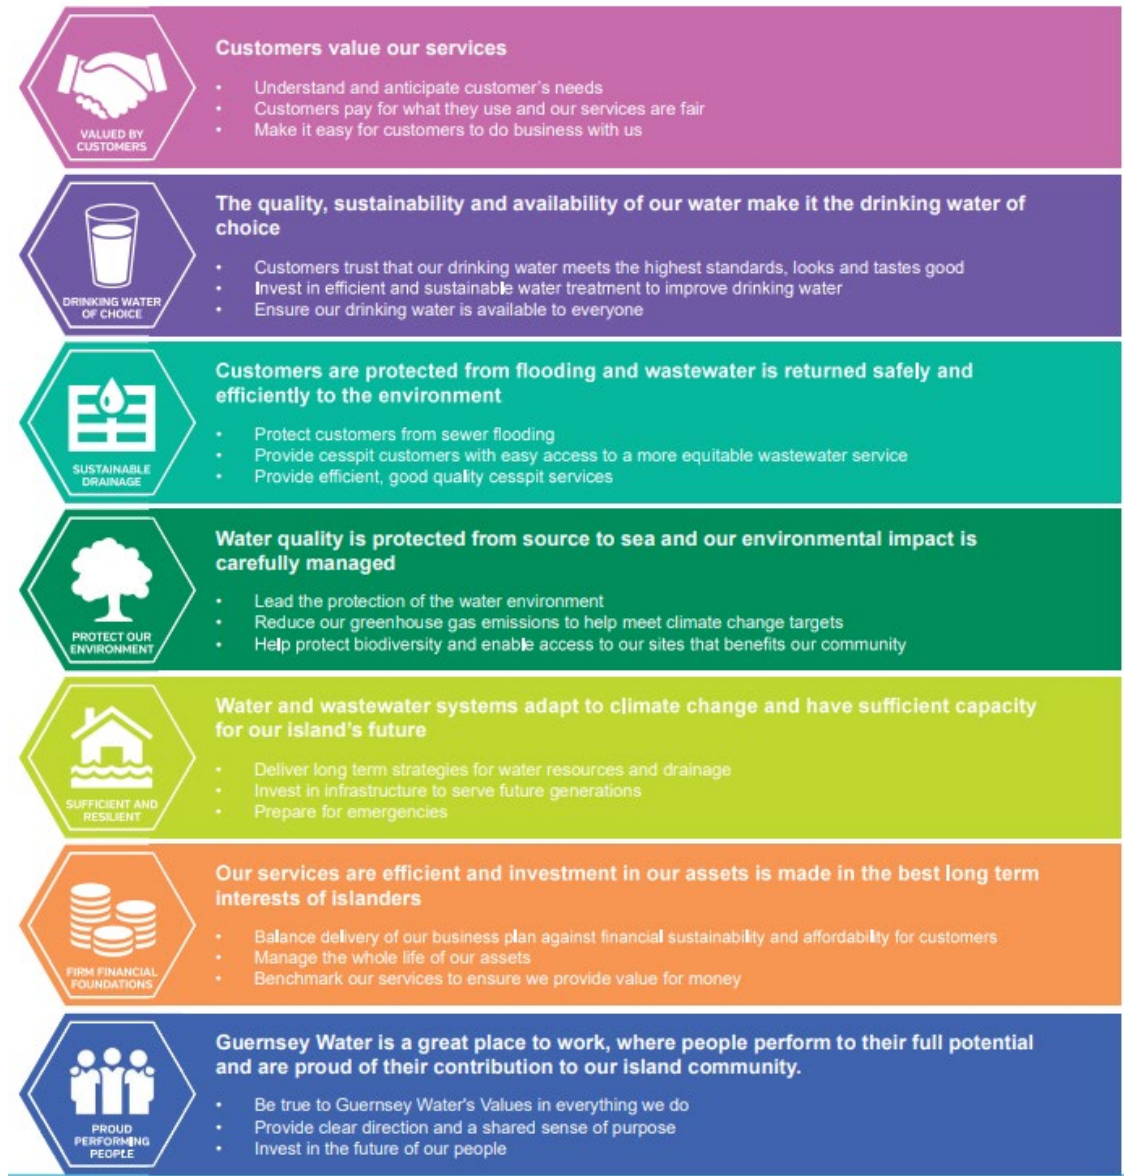 VALUED BY
CUSTOMERS
Customers value our services
• Understand and anticipate customer's needs
• Customers pay for what they use and our services are fair
• Make it easy for customers to do business with us
DRINKING WATER
OF CHOICE
The quality, sustainability and availability of our water make it the drinking water of
choice
• Customers trust that our drinking water meets the highest standards, looks and tastes good
• Invest in efficient and sustainable water treatment to improve drinking water
• Ensure our drinking water is available to everyone
SUSTAINABLE
DRAINAGE
Customers are protected from flooding and wastewater is returned safely and
efficiently to the environment
• Protect customers from sewer flooding
• Provide cesspit customers with easy access to a more equitable wastewater service
• Provide efficient, good quality cesspit services
PROTECT OUR
ENVIRONMENT
Water quality is protected from source to sea and our environmental impact is
carefully managed
• Lead the protection of the water environment
• Reduce our greenhouse gas emissions to help meet climate change targets
• Help protect biodiversity and enable access to our sites that benefits our community
SUFFICIENT AND
RESILIENT
Water and wastewater systems adapt to climate change and have sufficient capacity
for our island's future
• Deliver long term strategies for water resources and drainage
• Invest in infrastructure to serve future generations
• Prepare for emergencies
FIRM FINANCIAL
FOUNDATIONS
Our services are efficient and investment in our assets is made in the best long term
interests of islanders
• Balance delivery of our business plan against financial sustainability and affordability for customers
• Manage the whole life of our assets
• Benchmark our services to ensure we provide value for money
PROUD
PERFORMING
PEOPLE
Guernsey Water is a great place to work, where people perform to their full potential
and are proud of their contribution to our island community.
• Be true to Guernsey Water's Values in everything we do
• Provide clear direction and a shared sense of purpose
• Invest in the future of our people